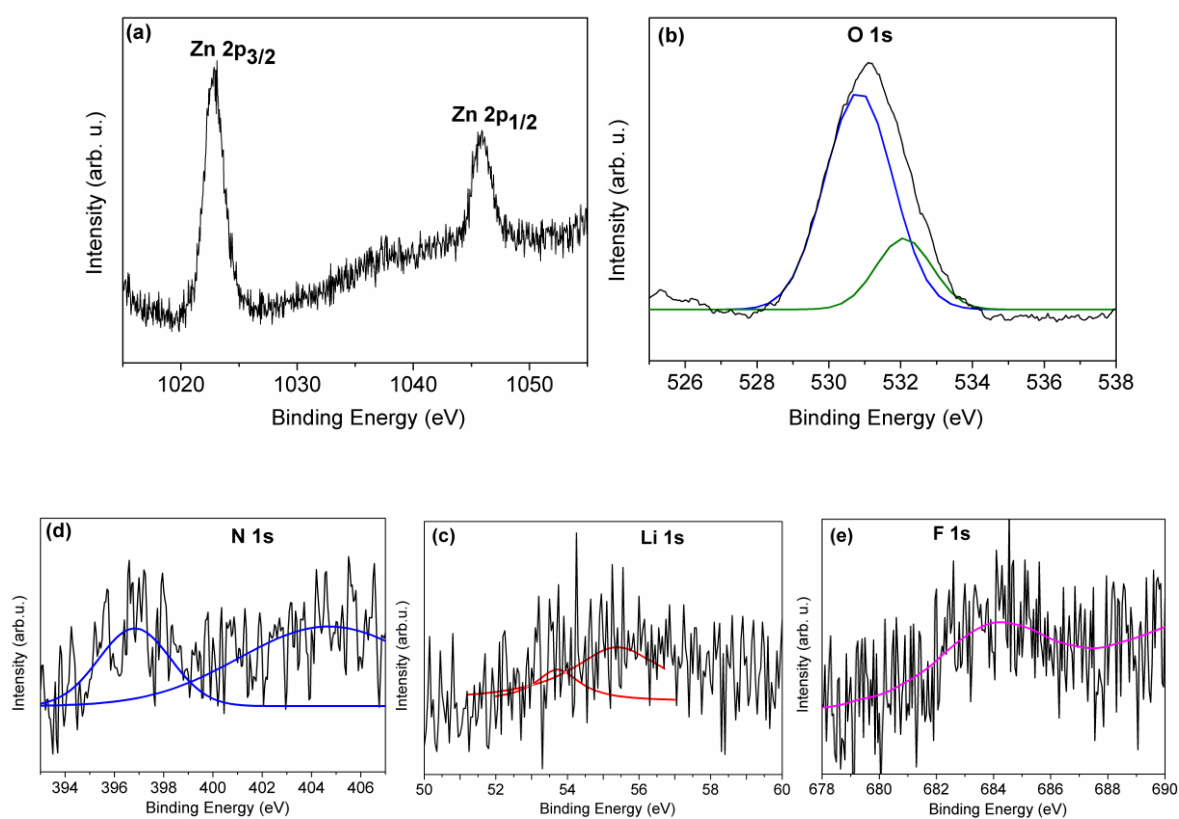 (a)
Zn 2p3/2
Zn 2p1/2
Intensity (arb. u.)
1020 1030 1040 1050
Binding Energy (eV)
(b)
O 1s
Intensity (arb. u.)
526 528 530 532 534 536 538
Binding Energy (eV)
(d)
N 1s
Intensity (arb.u.)
394 396 398 400 402 404 406
Binding Energy (eV)
(c)
Li 1s
Intensity (arb.u.)
50 52 54 56 58 60
Binding Energy (eV)
(e)
F 1s
Intensity (arb.u.)
678 680 682 684 686 688 690
Binding Energy (eV)